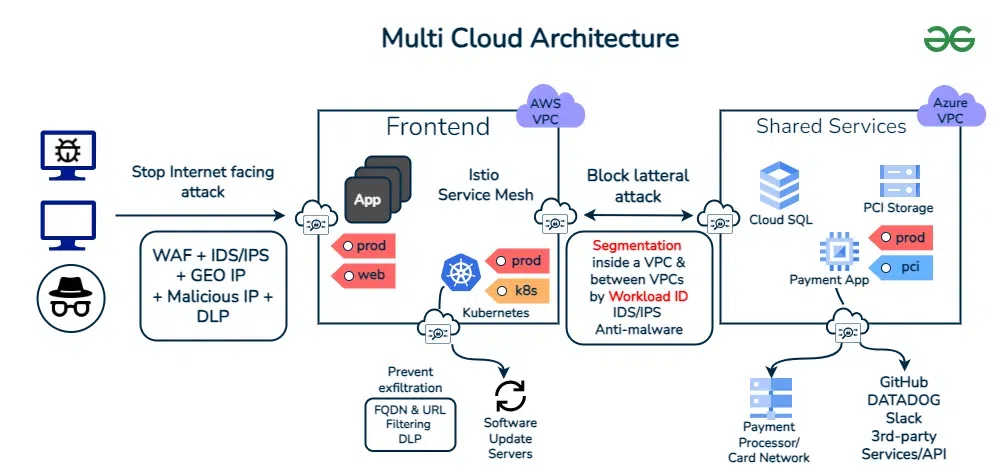 Multi Cloud Architecture
Stop Internet facing
attack
WAF + IDS/IPS
+ GEO IP
+ Malicious IP +
DLP
AWS
VPC
Frontend
App
prod
web
Istio
Service Mesh
prod
k8s
Kubernetes
Prevent
exfiltration
FQDN & URL
Filtering
DLP
Software
Update
Servers
Block latteral
attack
Segmentation
inside a VPC &
between VPCs
by Workload ID
IDS/IPS
Anti-malware
Azure
VPC
Shared Services
Cloud SQL
PCI Storage
prod
pci
Payment App
Payment
Processor/
Card Network
GitHub
DATADOG
Slack
3rd-party
Services/API